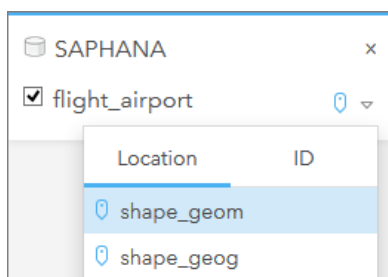 SAPHANA ×
flight_airport
Location ID
shape_geom
shape_geog